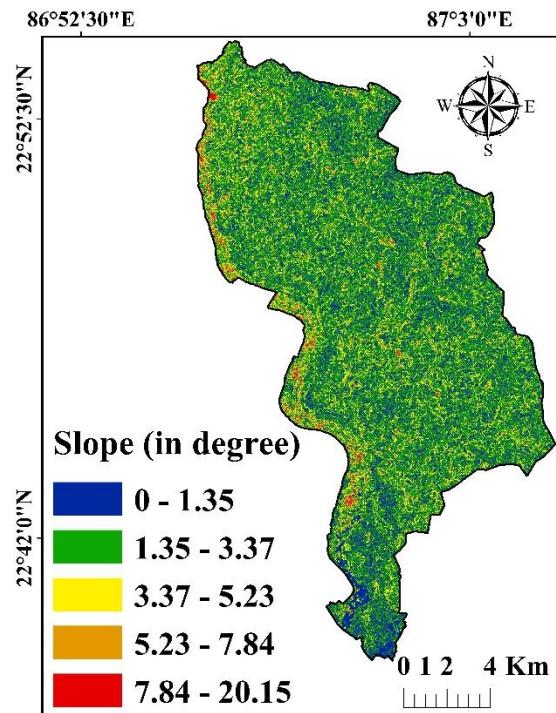 86°52'30"E 87°3'0"E
22°52'30"N
N
W E
S
22°42'0"N
Slope (in degree)
0 - 1.35
1.35 - 3.37
3.37 - 5.23
5.23 - 7.84
7.84 - 20.15
0 1 2 4 Km